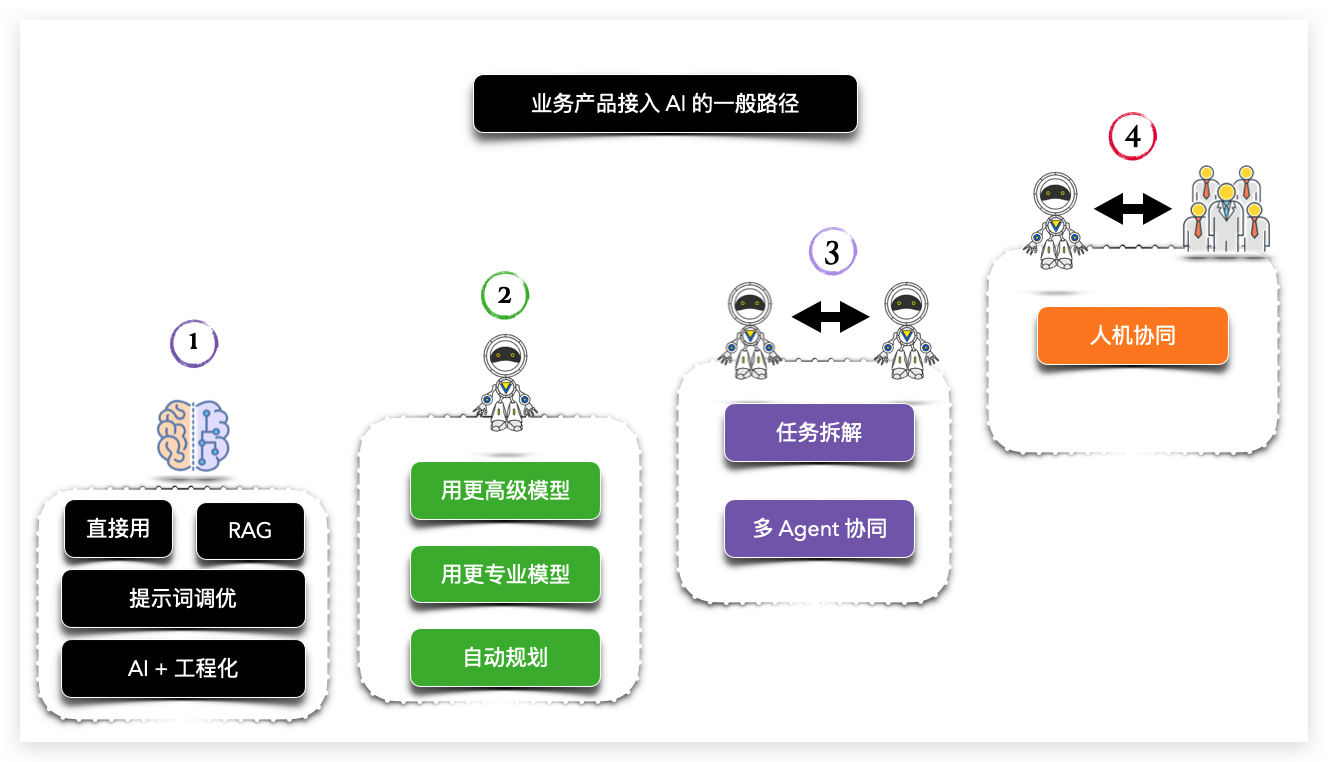 业务产品接入 AI 的一般路径
1
直接用
RAG
提示词调优
AI + 工程化
2
用更高级模型
用更专业模型
自动规划
3
任务拆解
多 Agent 协同
4
人机协同